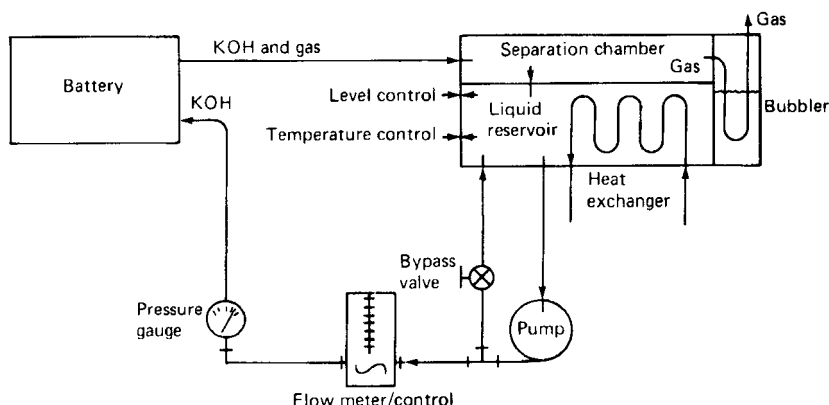 Gas
KOH and gas
Separation chamber
Battery
Gas
KOH
Level control
Liquid
reservoir
Bubbler
Temperature control
Heat
exchanger
Bypass
valve
Pressure
gauge
Pump
Flow meter/control